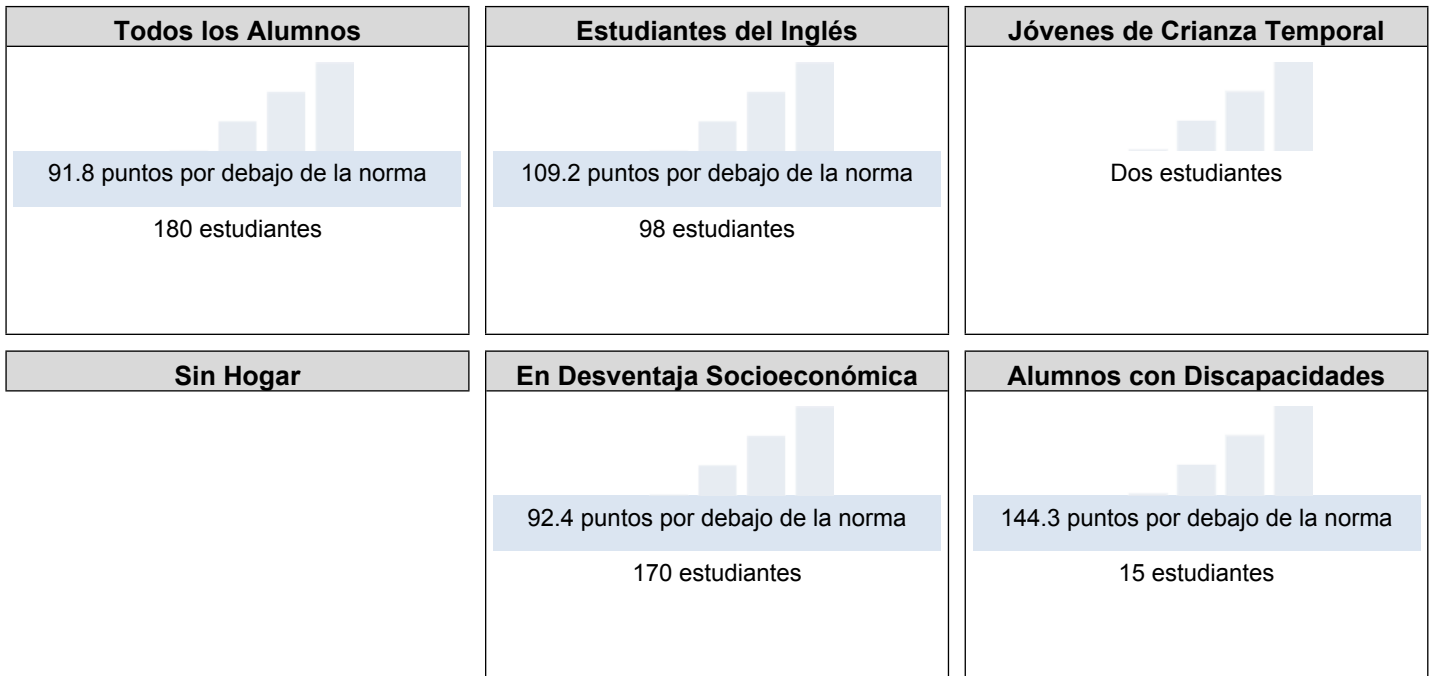 Todos los Alumnos
91.8 puntos por debajo de la norma
180 estudiantes
Estudiantes del Inglés
109.2 puntos por debajo de la norma
98 estudiantes
Jóvenes de Crianza Temporal
Dos estudiantes
Sin Hogar
En Desventaja Socioeconómica
92.4 puntos por debajo de la norma
170 estudiantes
Alumnos con Discapacidades
144.3 puntos por debajo de la norma
15 estudiantes